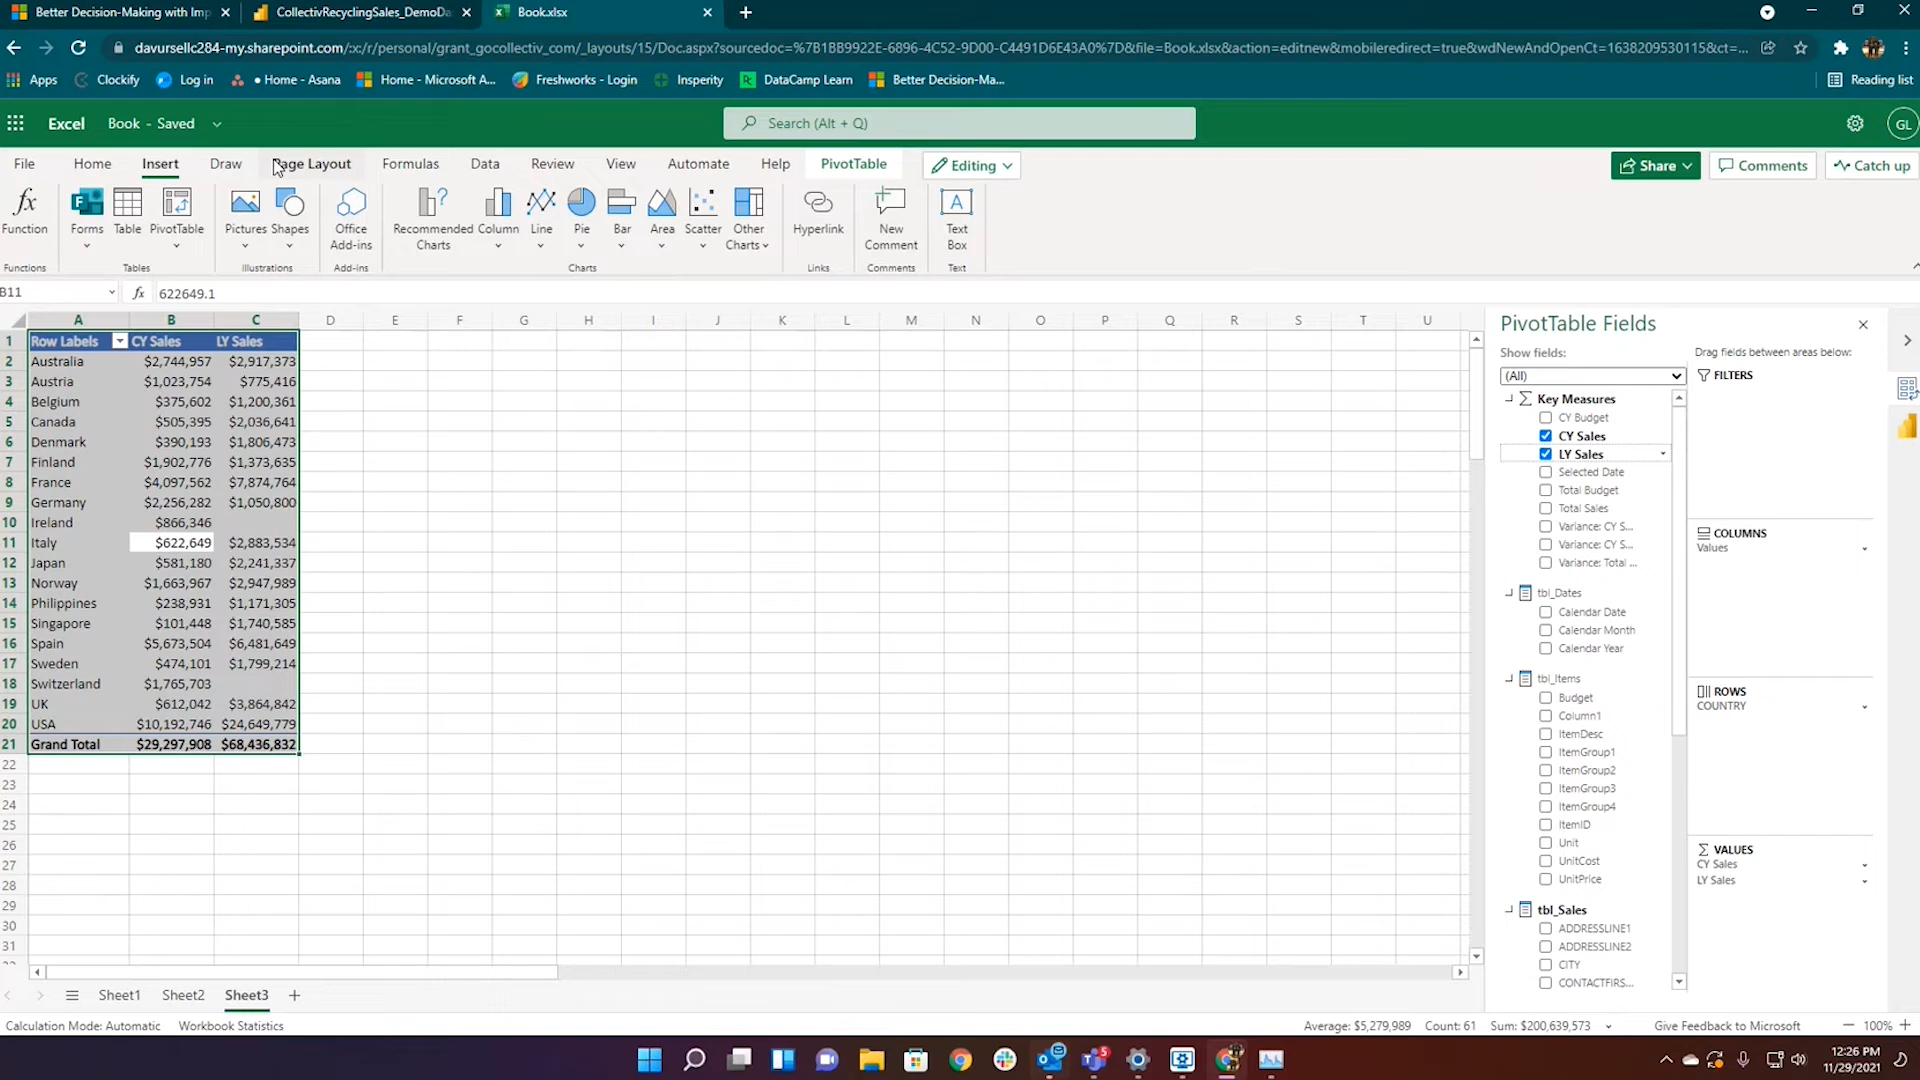 Better Decision-Making with Imp
CollectivRecyclingSales_DemoDa
Book.xlsx
davursellc284-my.sharepoint.com/:x:/r/personal/grant_gocollectiv_com/_layouts/15/Doc.aspx?sourcedoc=%7B1BB9922E-6896-4C52-9D00-C4491D6E43A0%7D&file=Book.xlsx&action=editnew&mobileredirect=true&wdNewAndOpenCt=1638209530115&ct=...
Apps Clockify Log in • Home - Asana Home - Microsoft A... Freshworks - Login Insperity DataCamp Learn Better Decision-Ma... Reading list
Excel Book - Saved Search (Alt + Q) GL
File Home Insert Draw Page Layout Formulas Data Review View Automate Help PivotTable Editing Share Comments Catch up
Function Forms Table PivotTable Pictures Shapes Office Add-ins Recommended Charts Column Line Pie Bar Area Scatter Other Charts Hyperlink New Comment Text Box
Functions Tables Illustrations Add-ins Charts Links Comments Text
B11 fx 622649.1
A B C D E F G H I J K L M N O P Q R S T U
1 Row Labels CY Sales LY Sales
2 Australia $2,744,957 $2,917,373
3 Austria $1,023,754 $775,416
4 Belgium $375,602 $1,200,361
5 Canada $505,395 $2,036,641
6 Denmark $390,193 $1,806,473
7 Finland $1,902,776 $1,373,635
8 France $4,097,562 $7,874,764
9 Germany $2,256,282 $1,050,800
10 Ireland $866,346
11 Italy $622,649 $2,883,534
12 Japan $581,180 $2,241,337
13 Norway $1,663,967 $2,947,989
14 Philippines $238,931 $1,171,305
15 Singapore $101,448 $1,740,585
16 Spain $5,673,504 $6,481,649
17 Sweden $474,101 $1,799,214
18 Switzerland $1,765,703
19 UK $612,042 $3,864,842
20 USA $10,192,746 $24,649,779
21 Grand Total $29,297,908 $68,436,832
22
23
24
25
26
27
28
29
30
31
PivotTable Fields
Show fields:
(All)
Key Measures
CY Budget
CY Sales
LY Sales
Selected Date
Total Budget
Total Sales
Variance: CY S...
Variance: CY S...
Variance: Total ...
tbl_Dates
Calendar Date
Calendar Month
Calendar Year
tbl_Items
Budget
Column1
ItemDesc
ItemGroup1
ItemGroup2
ItemGroup3
ItemGroup4
ItemID
Unit
UnitCost
UnitPrice
tbl_Sales
ADDRESSLINE1
ADDRESSLINE2
CITY
CONTACTFIRS...
Drag fields between areas below:
FILTERS
COLUMNS
Values
ROWS
COUNTRY
VALUES
CY Sales
LY Sales
Sheet1 Sheet2 Sheet3
Calculation Mode: Automatic Workbook Statistics Average: $5,279,989 Count: 61 Sum: $200,639,573 Give Feedback to Microsoft 100%
5
12:26 PM
11/29/2021